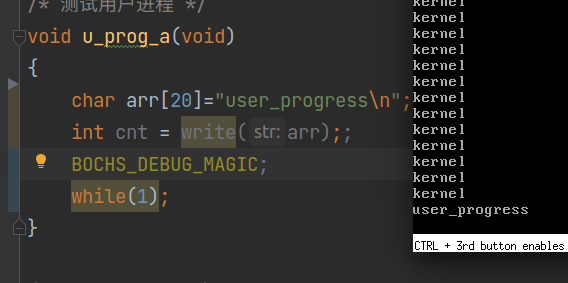 /* 测试用户进程 */
void u_prog_a(void)
{
char arr[20]="user_progress\n";
int cnt = write( str: arr);;
BOCHS_DEBUG_MAGIC;
while(1);
}
kernel
kernel
kernel
kernel
kernel
kernel
kernel
kernel
kernel
kernel
kernel
kernel
kernel
user_progress
CTRL + 3rd button enables